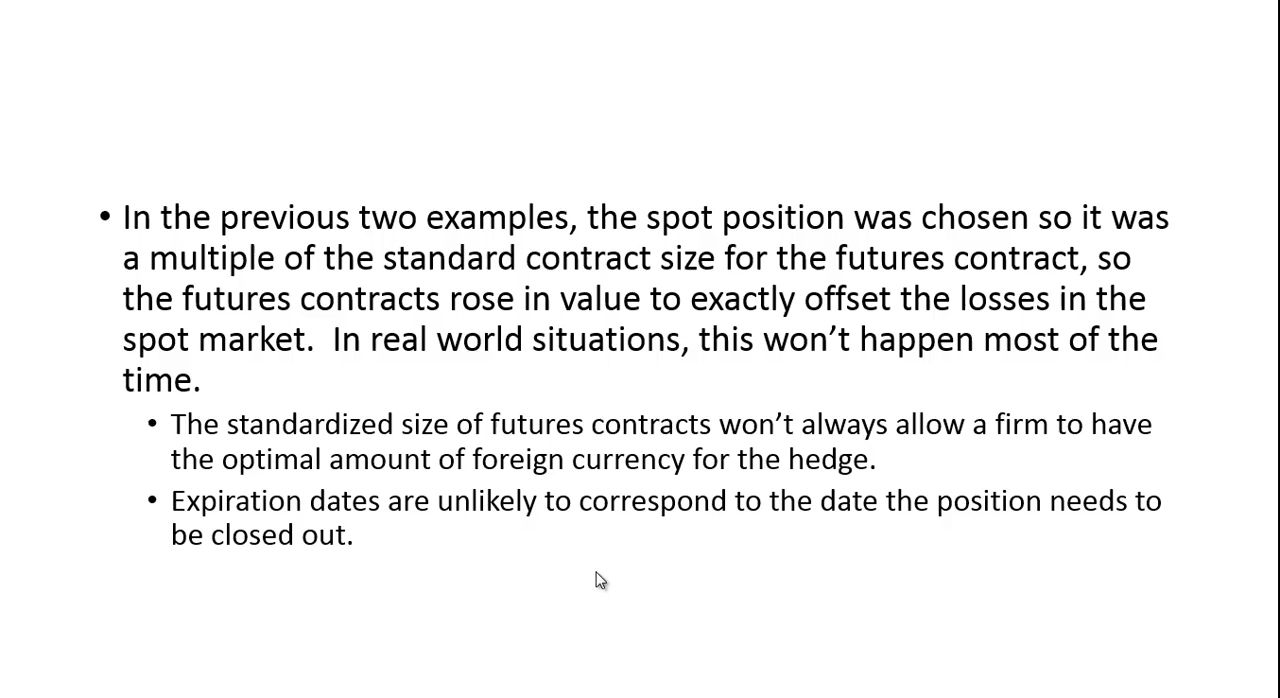 • In the previous two examples, the spot position was chosen so it was
a multiple of the standard contract size for the futures contract, so
the futures contracts rose in value to exactly offset the losses in the
spot market.  In real world situations, this won’t happen most of the
time.
• The standardized size of futures contracts won’t always allow a firm to have
the optimal amount of foreign currency for the hedge.
• Expiration dates are unlikely to correspond to the date the position needs to
be closed out.